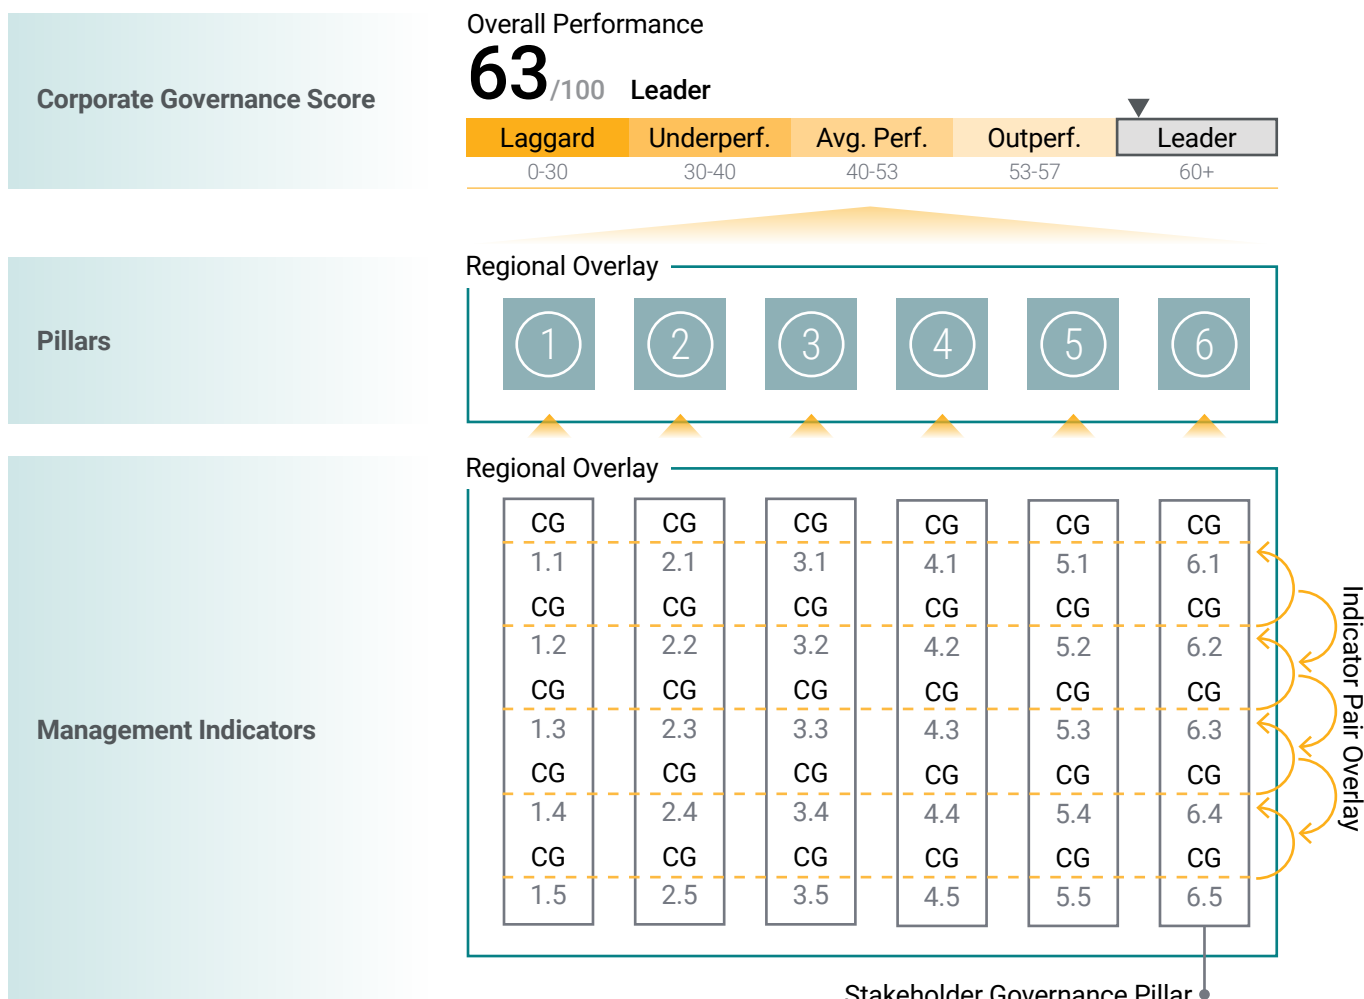 Overall Performance
63/100 Leader
Corporate Governance Score
Laggard Underperf. Avg. Perf. Outperf. Leader
0-30 30-40 40-53 53-57 60+
Regional Overlay
Pillars
1 2 3 4 5 6
Regional Overlay
CG CG CG CG CG CG
1.1 2.1 3.1 4.1 5.1 6.1
CG CG CG CG CG CG
1.2 2.2 3.2 4.2 5.2 6.2
CG CG CG CG CG CG
Management Indicators
1.3 2.3 3.3 4.3 5.3 6.3
CG CG CG CG CG CG
1.4 2.4 3.4 4.4 5.4 6.4
CG CG CG CG CG CG
1.5 2.5 3.5 4.5 5.5 6.5
Indicator Pair Overlay
Stakeholder Governance Pillar